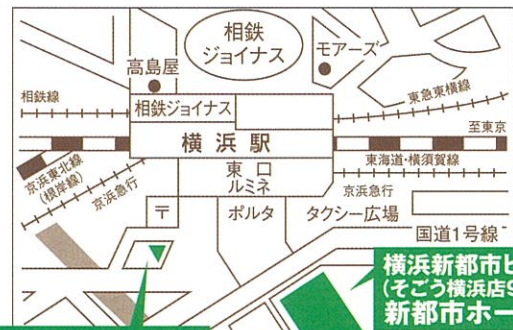 相鉄
ジョイナス
モアーズ
高島屋
相鉄線
相鉄ジョイナス
東急東横線
至東京
横浜駅
京浜東北線
(根岸線)
京浜急行
東口
ルミネ
東海道・横須賀線
京浜急行
〒
ポルタ
タクシー広場
国道1号線
横浜新都市ビ
(そごう横浜店9
新都市ホー